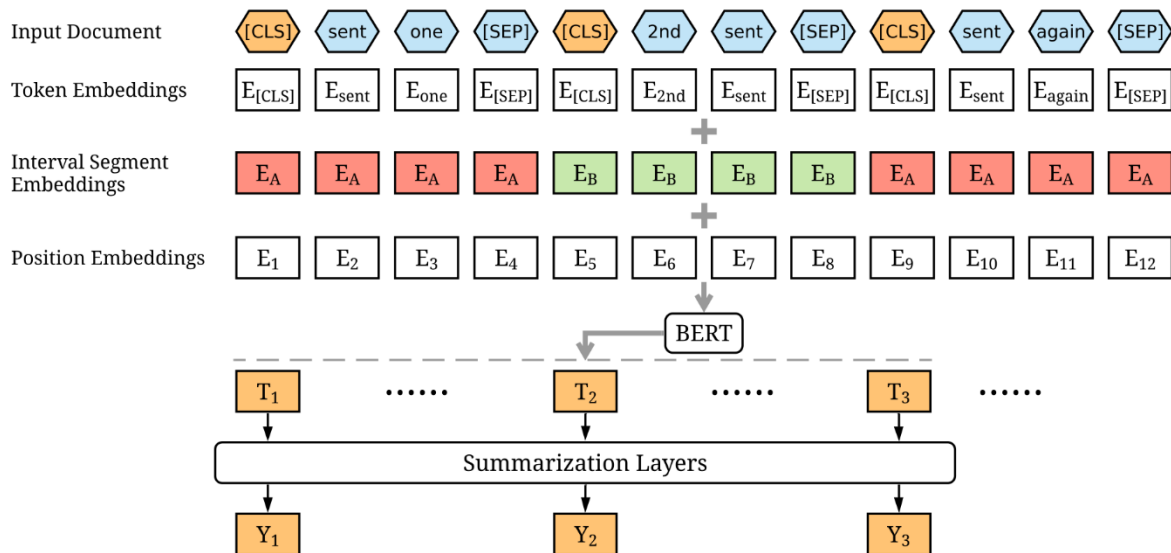 Input Document [CLS] sent one [SEP] [CLS] 2nd sent [SEP] [CLS] sent again [SEP]
Token Embeddings E[CLS] Esent Eone E[SEP] E[CLS] E2nd Esent E[SEP] E[CLS] Esent Eagain E[SEP]
+
Interval Segment
Embeddings
EA EA EA EA EB EB EB EB EA EA EA EA
+
Position Embeddings E1 E2 E3 E4 E5 E6 E7 E8 E9 E10 E11 E12
BERT
T1 ...... T2 ...... T3 ......
Summarization Layers
Y1 Y2 Y3